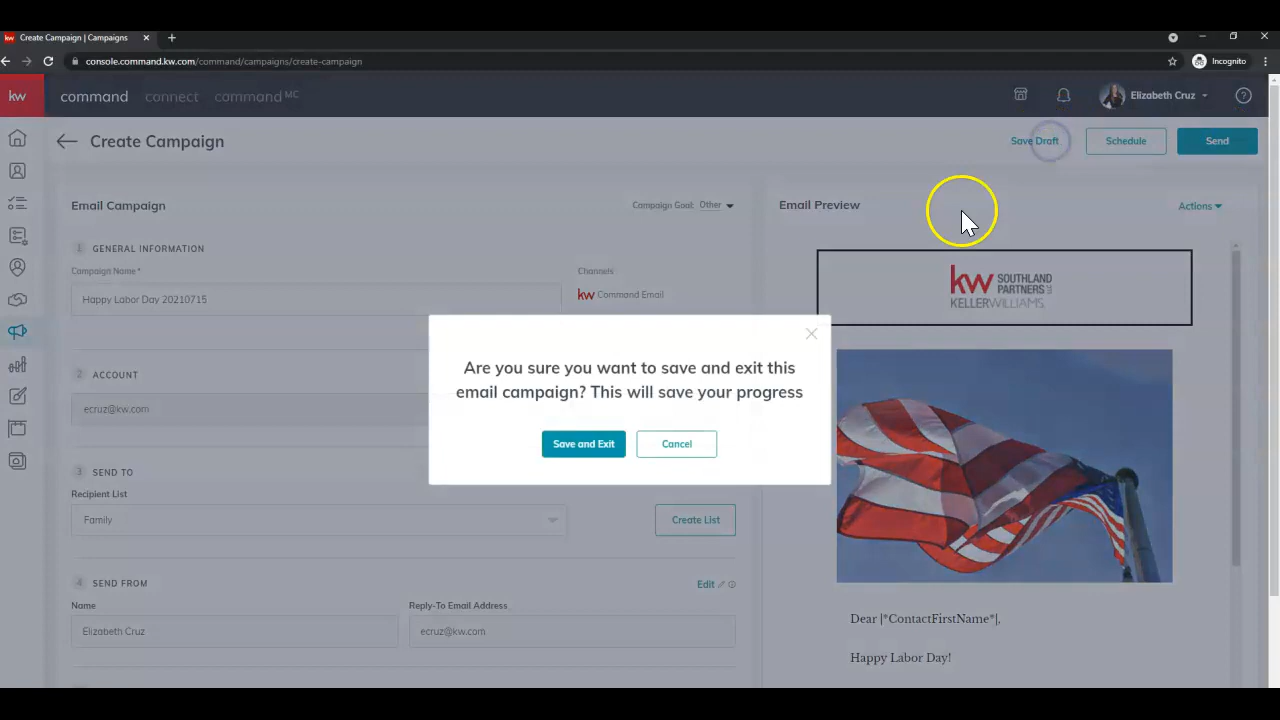 Create Campaign | Campaigns
console.command.kw.com/command/campaigns/create-campaign
Incognito
kw
command
connect
command MC
Elizabeth Cruz
Create Campaign
Save Draft
Schedule
Send
Email Campaign
Campaign Goal: Other
Email Preview
Actions
1 GENERAL INFORMATION
Campaign Name *
Channels
Happy Labor Day 20210715
kw Command Email
kw SOUTHLAND
PARTNERS
KELLERWILLIAMS.
Are you sure you want to save and exit this
email campaign? This will save your progress
Save and Exit
Cancel
2 ACCOUNT
ecruz@kw.com
3 SEND TO
Recipient List
Family
Create List
4 SEND FROM
Edit
Name
Reply-To Email Address
Elizabeth Cruz
ecruz@kw.com
Dear |*ContactFirstName*|,
Happy Labor Day!